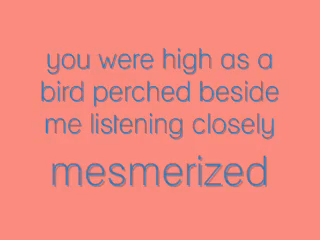 you were high as a
bird perched beside
me listening closely
mesmerized